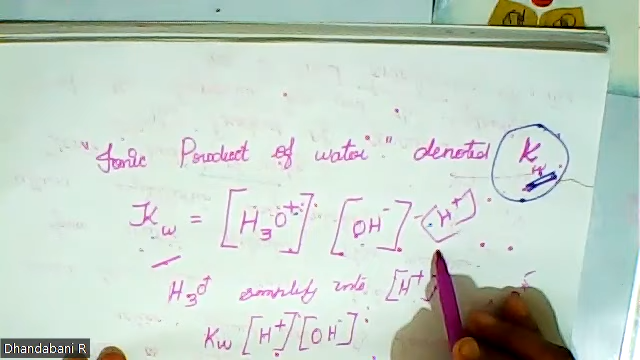 "Ionic Product of water" denoted Kw
Kw = [H₃O⁺] [OH⁻] [H⁺]
H₃O⁺ simplify into [H⁺]
Kw [H⁺][OH⁻]
Dhandabani R